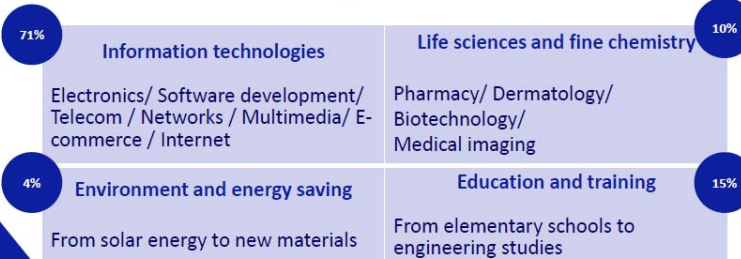 71%
Information technologies
Electronics/ Software development/
Telecom / Networks / Multimedia/ E-
commerce / Internet
10%
Life sciences and fine chemistry
Pharmacy/ Dermatology/
Biotechnology/
Medical imaging
4%
Environment and energy saving
From solar energy to new materials
15%
Education and training
From elementary schools to
engineering studies